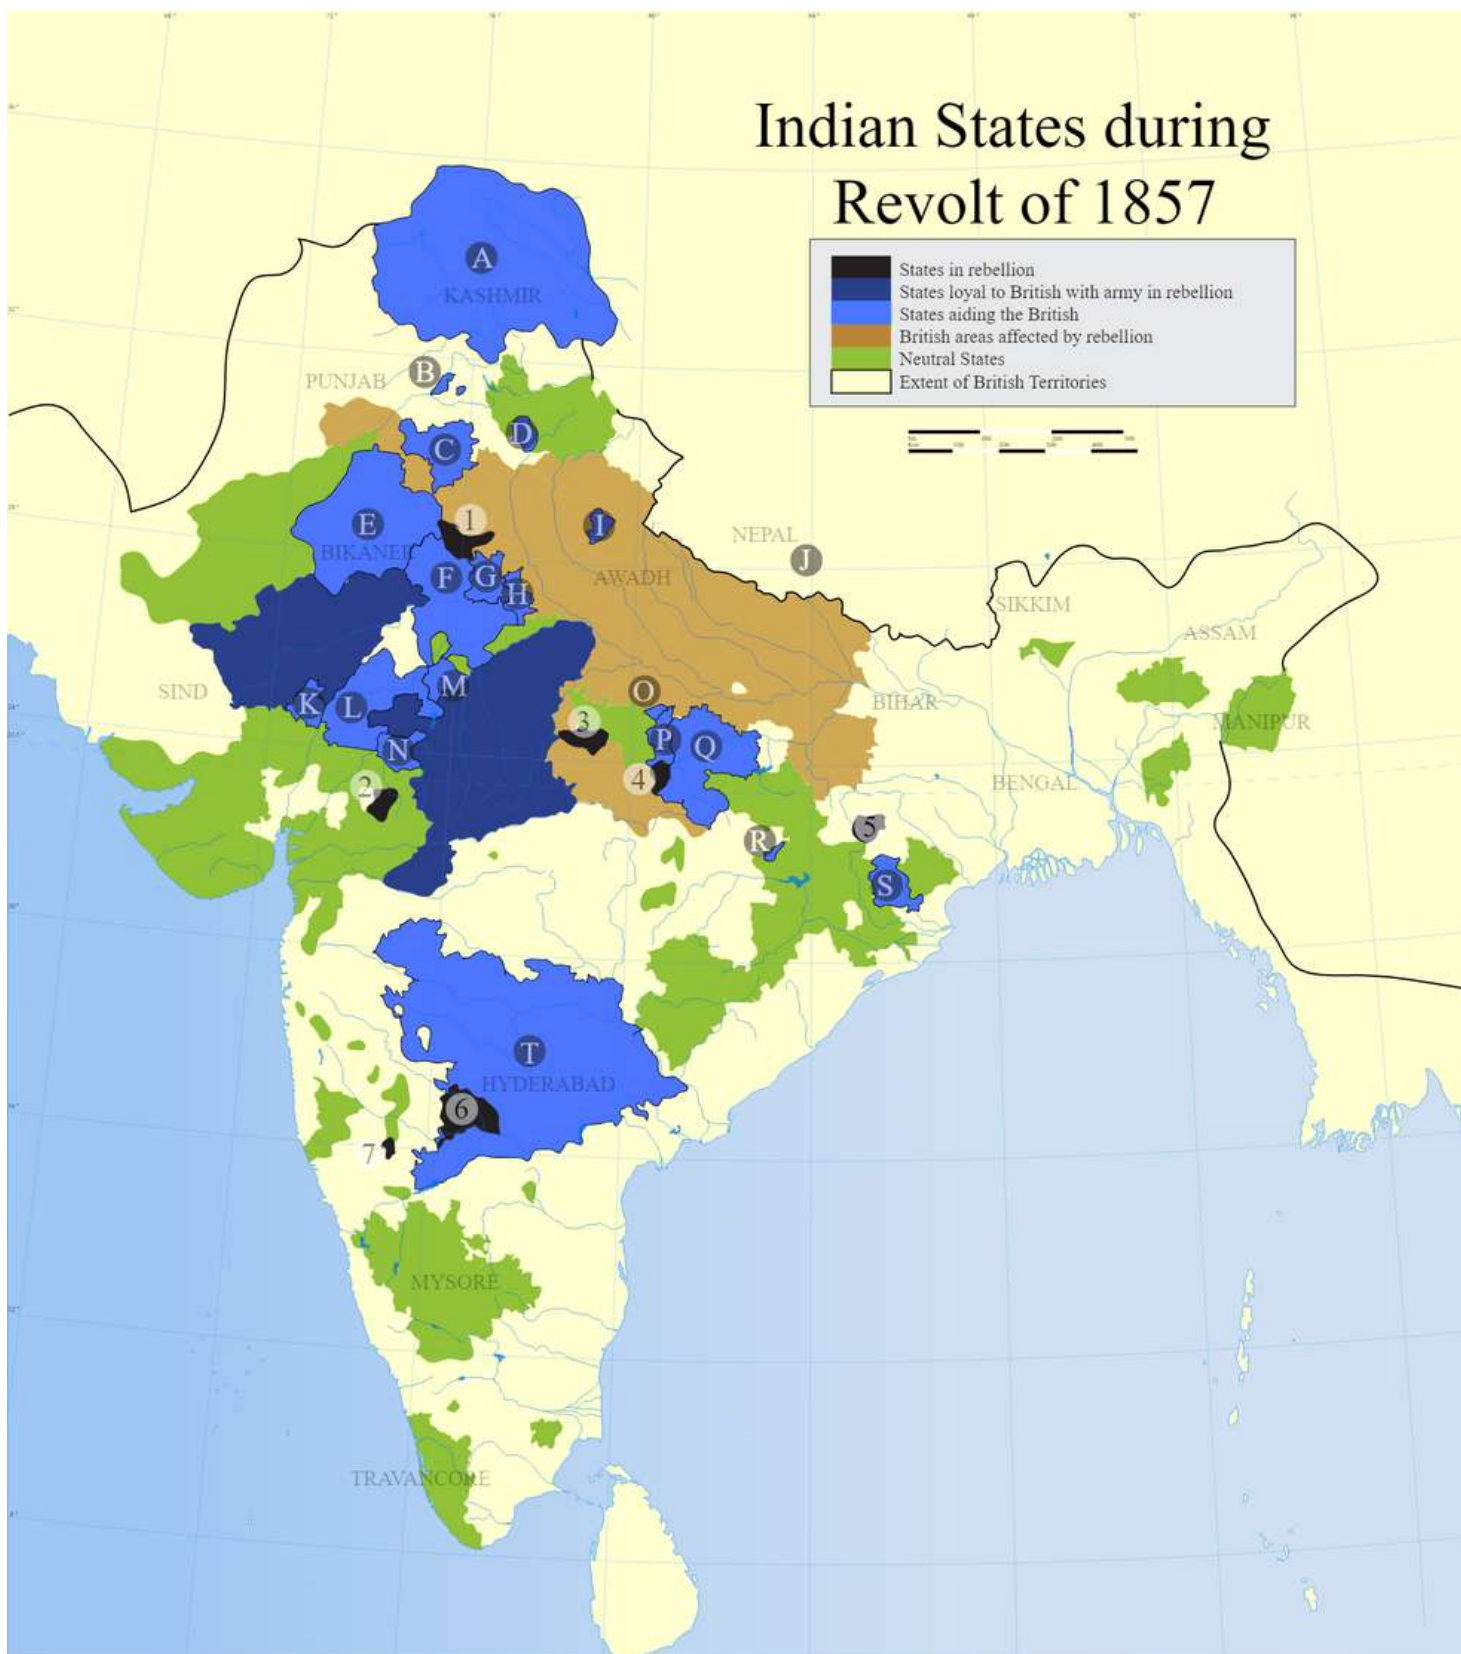 Indian States during
Revolt of 1857
States in rebellion
States loyal to British with army in rebellion
States aiding the British
British areas affected by rebellion
Neutral States
Extent of British Territories
A
KASHMIR
B
PUNJAB
C
D
E
BIKANER
1
I
NEPAL
J
F
G
H
AWADH
SIKKIM
ASSAM
SIND
K
L
M
N
O
3
P
Q
BIHAR
MANIPUR
2
4
BENGAL
R
5
S
T
HYDERABAD
6
7
MYSORE
TRAVANCORE